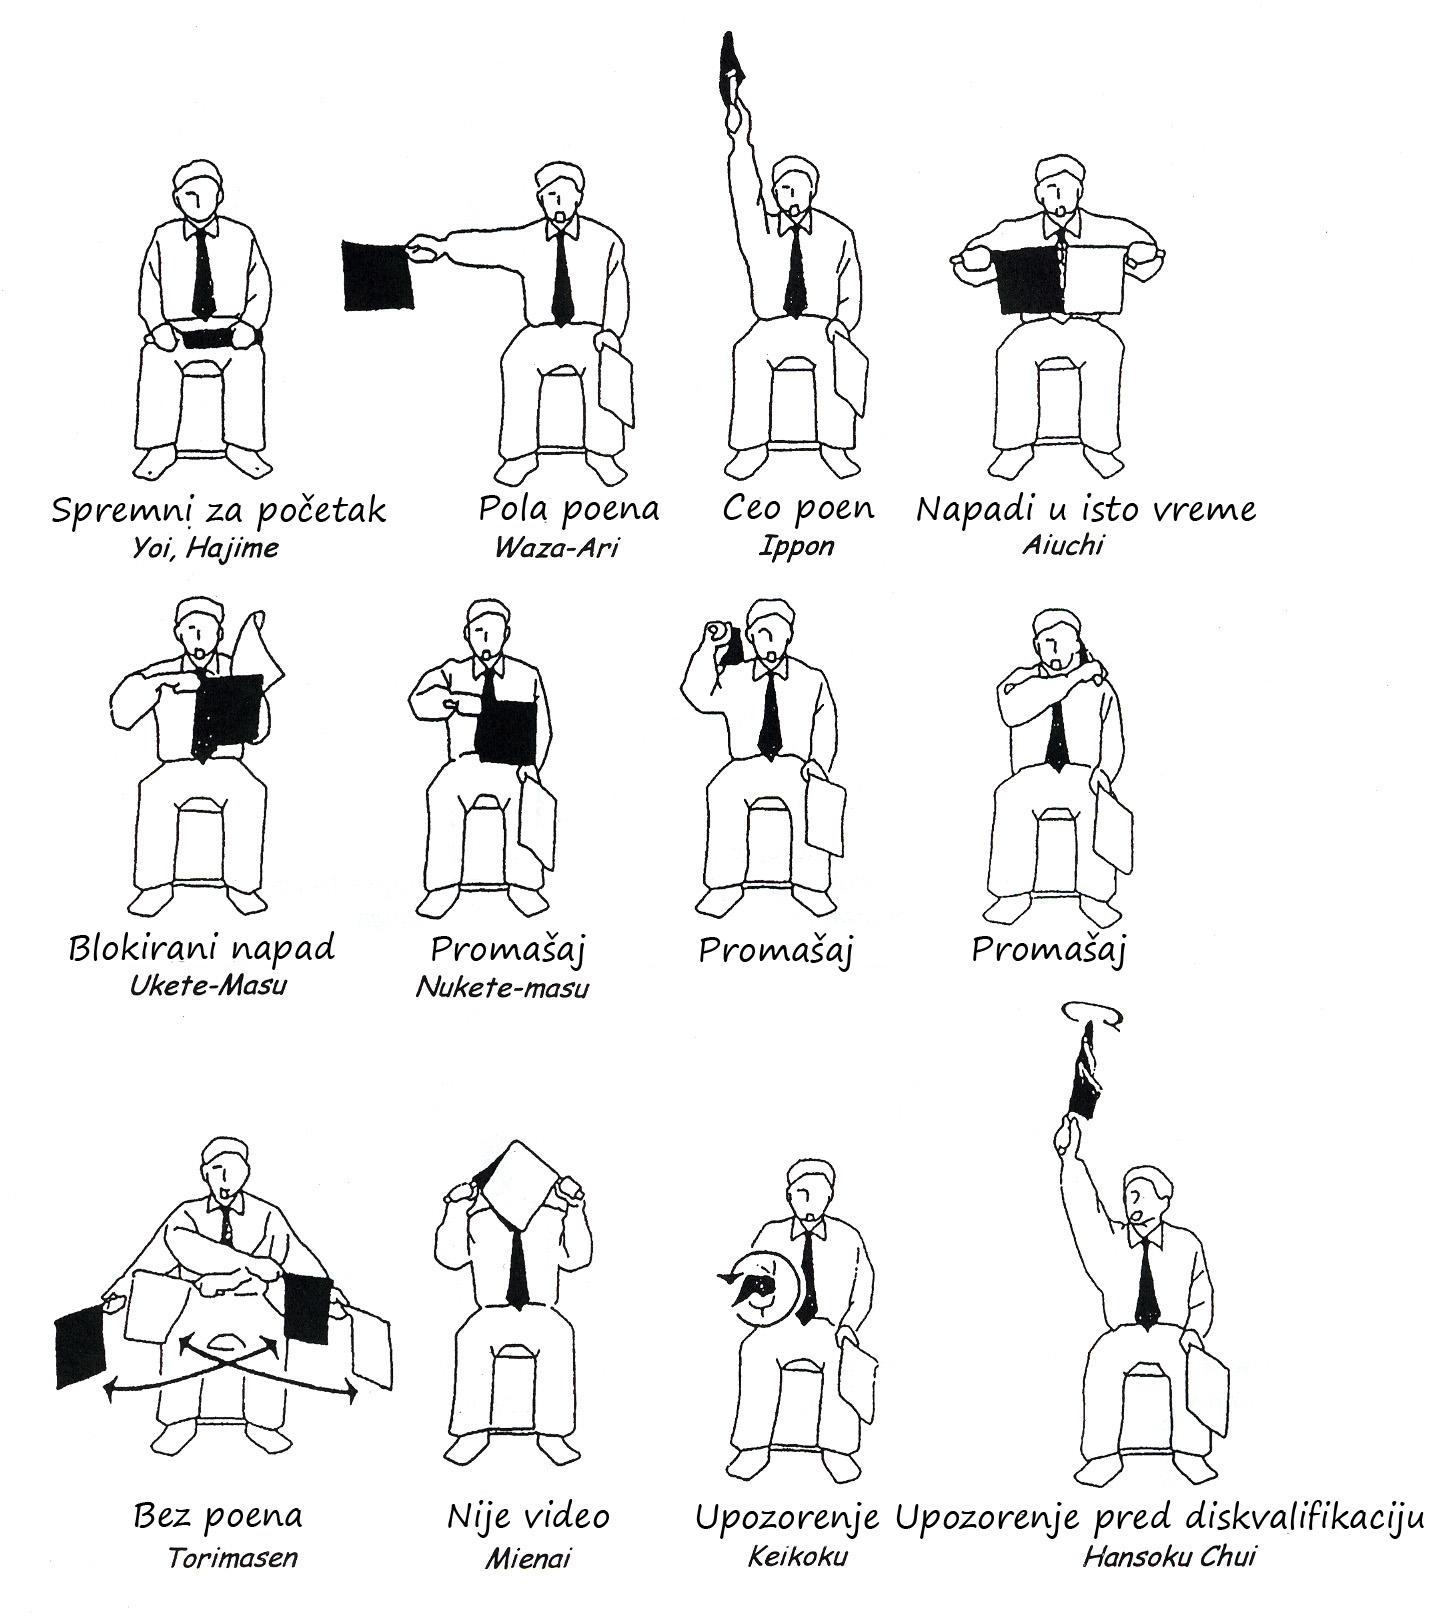 Spremni za početak
Yoi, Hajime
Pola poena
Waza-Ari
Ceo poen
Ippon
Napadi u isto vreme
Aiuchi
Blokirani napad
Ukete-Masu
Promašaj
Nukete-masu
Promašaj
Promašaj
Bez poena
Torimasen
Nije video
Mienai
Upozorenje
Keikoku
Upozorenje pred diskvalifikaciju
Hansoku Chui